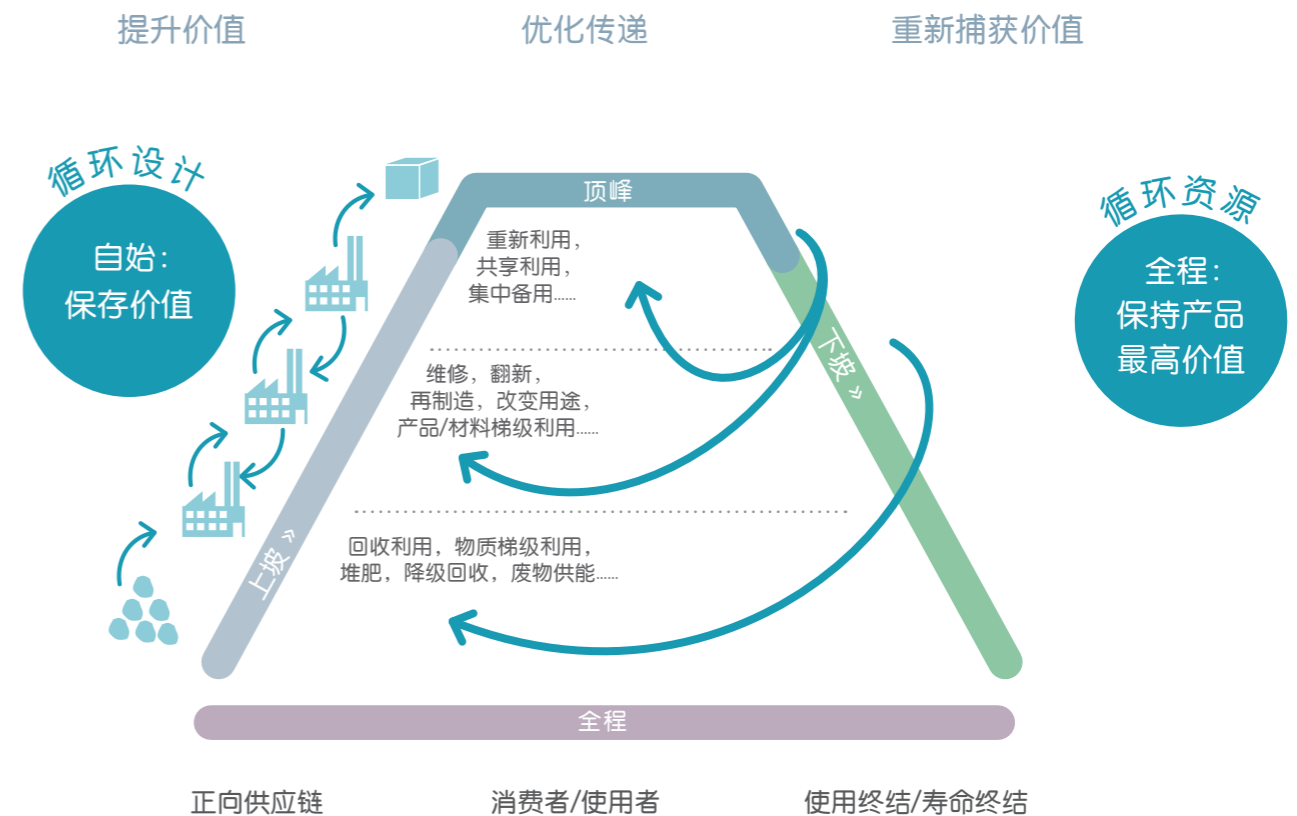 提升价值
优化传递
重新捕获价值
循环设计
自始：
保存价值
顶峰
循环资源
全程：
保持产品
最高价值
重新利用，
共享利用，
集中备用……
下坡 »
维修，翻新，
再制造，改变用途，
产品/材料梯级利用……
上坡 »
回收利用，物质梯级利用，
堆肥，降级回收，废物供能……
全程
正向供应链
消费者/使用者
使用终结/寿命终结